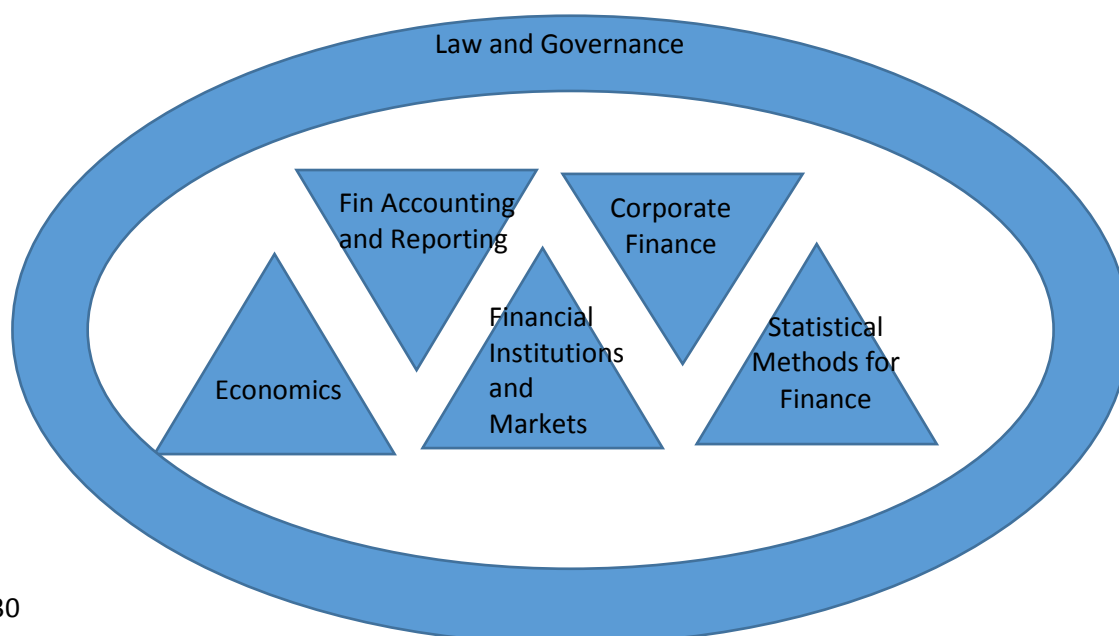 Law and Governance
Fin Accounting
and Reporting
Corporate
Finance
Economics
Financial
Institutions
and
Markets
Statistical
Methods for
Finance